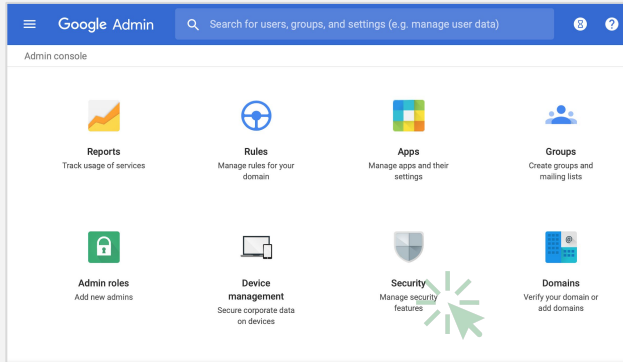 Google Admin
Search for users, groups, and settings (e.g. manage user data)
Admin console
Reports
Track usage of services
Rules
Manage rules for your
domain
Apps
Manage apps and their
settings
Groups
Create groups and
mailing lists
Admin roles
Add new admins
Device
management
Secure corporate data
on devices
Security
Manage security
features
Domains
Verify your domain or
add domains